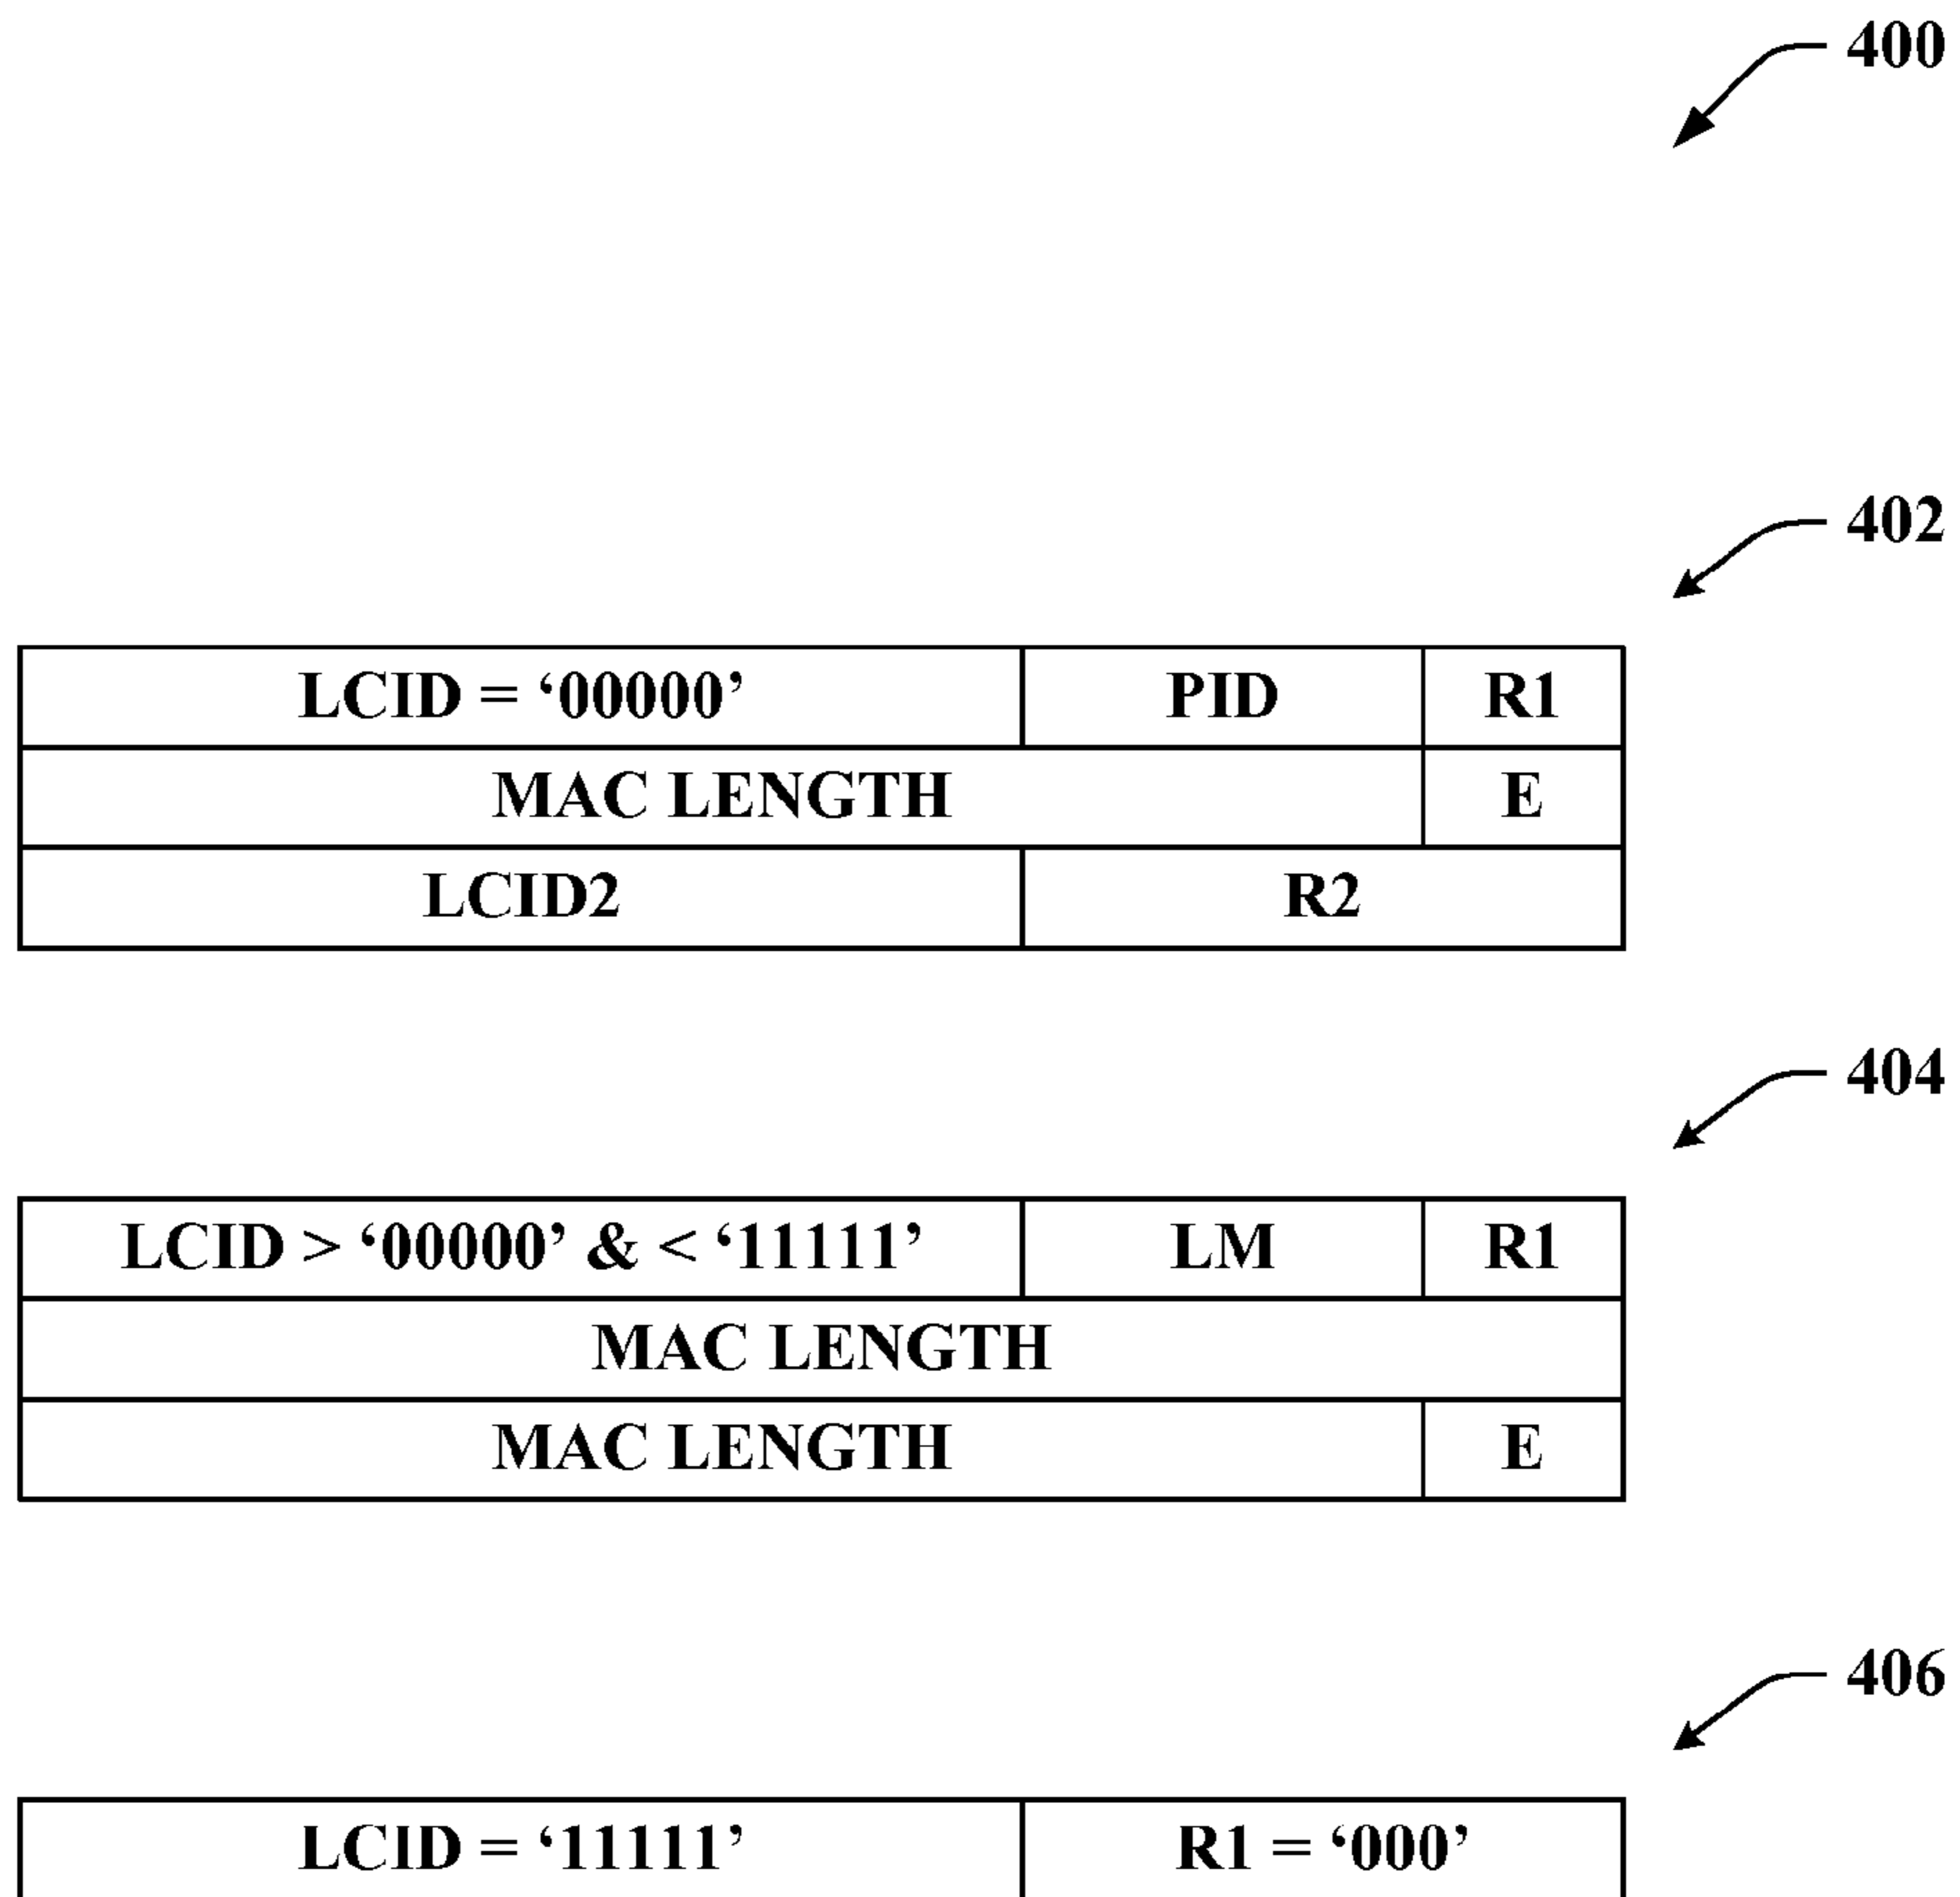 400
402
LCID = ‘00000’ PID R1
MAC LENGTH E
LCID2 R2
404
LCID > ‘00000’ & < ‘11111’ LM R1
MAC LENGTH
MAC LENGTH E
406
LCID = ‘11111’ R1 = ‘000’